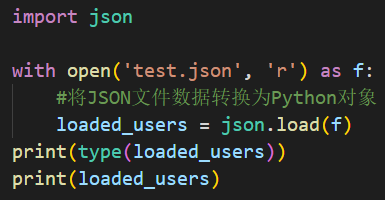 import json

with open('test.json', 'r') as f:
    #将JSON文件数据转换为Python对象
    loaded_users = json.load(f)
print(type(loaded_users))
print(loaded_users)